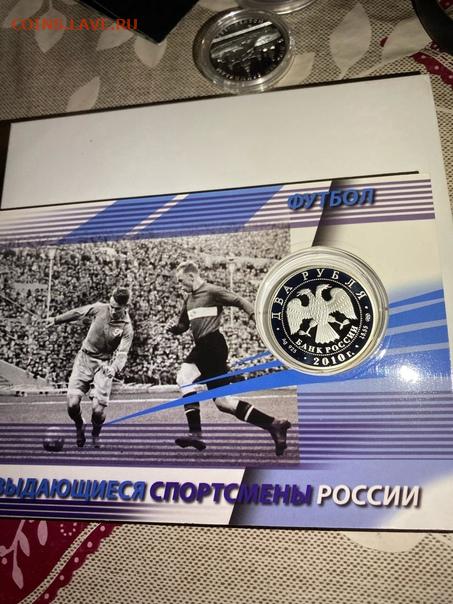 COINS.LAVE.RU
ФУТБОЛ
ДВА РУБЛЯ
БАНК РОССИИ
2010 г.
ВЫДАЮЩИЕСЯ СПОРТСМЕНЫ РОССИИ